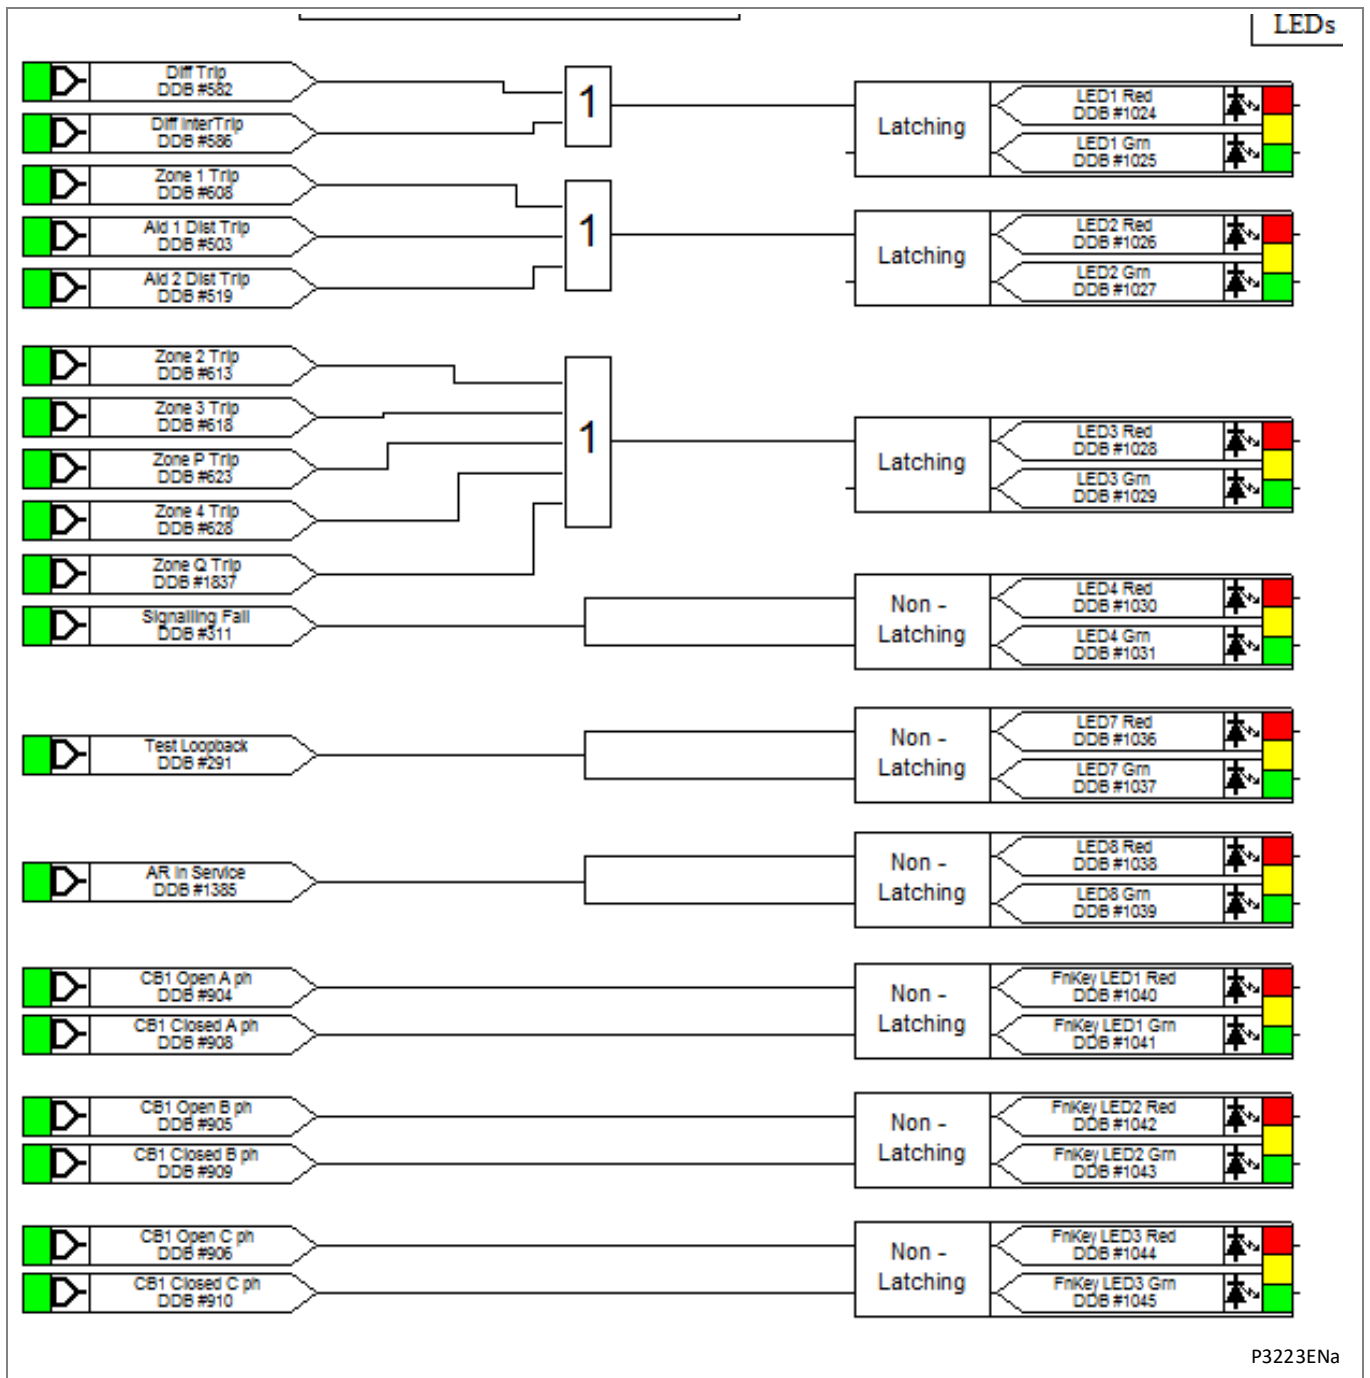 LEDs
Diff Trip
DDB #582
Diff InterTrip
DDB #586
1
Latching
LED1 Red
DDB #1024
LED1 Grn
DDB #1025
Zone 1 Trip
DDB #608
Aid 1 Dist Trip
DDB #503
Aid 2 Dist Trip
DDB #519
1
Latching
LED2 Red
DDB #1026
LED2 Grn
DDB #1027
Zone 2 Trip
DDB #613
Zone 3 Trip
DDB #618
Zone P Trip
DDB #623
Zone 4 Trip
DDB #628
Zone Q Trip
DDB #1837
1
Latching
LED3 Red
DDB #1028
LED3 Grn
DDB #1029
Signalling Fail
DDB #311
Non -
Latching
LED4 Red
DDB #1030
LED4 Grn
DDB #1031
Test Loopback
DDB #291
Non -
Latching
LED7 Red
DDB #1036
LED7 Grn
DDB #1037
AR In Service
DDB #1385
Non -
Latching
LED8 Red
DDB #1038
LED8 Grn
DDB #1039
CB1 Open A ph
DDB #904
CB1 Closed A ph
DDB #908
Non -
Latching
FnKey LED1 Red
DDB #1040
FnKey LED1 Grn
DDB #1041
CB1 Open B ph
DDB #905
CB1 Closed B ph
DDB #909
Non -
Latching
FnKey LED2 Red
DDB #1042
FnKey LED2 Grn
DDB #1043
CB1 Open C ph
DDB #906
CB1 Closed C ph
DDB #910
Non -
Latching
FnKey LED3 Red
DDB #1044
FnKey LED3 Grn
DDB #1045
P3223ENa